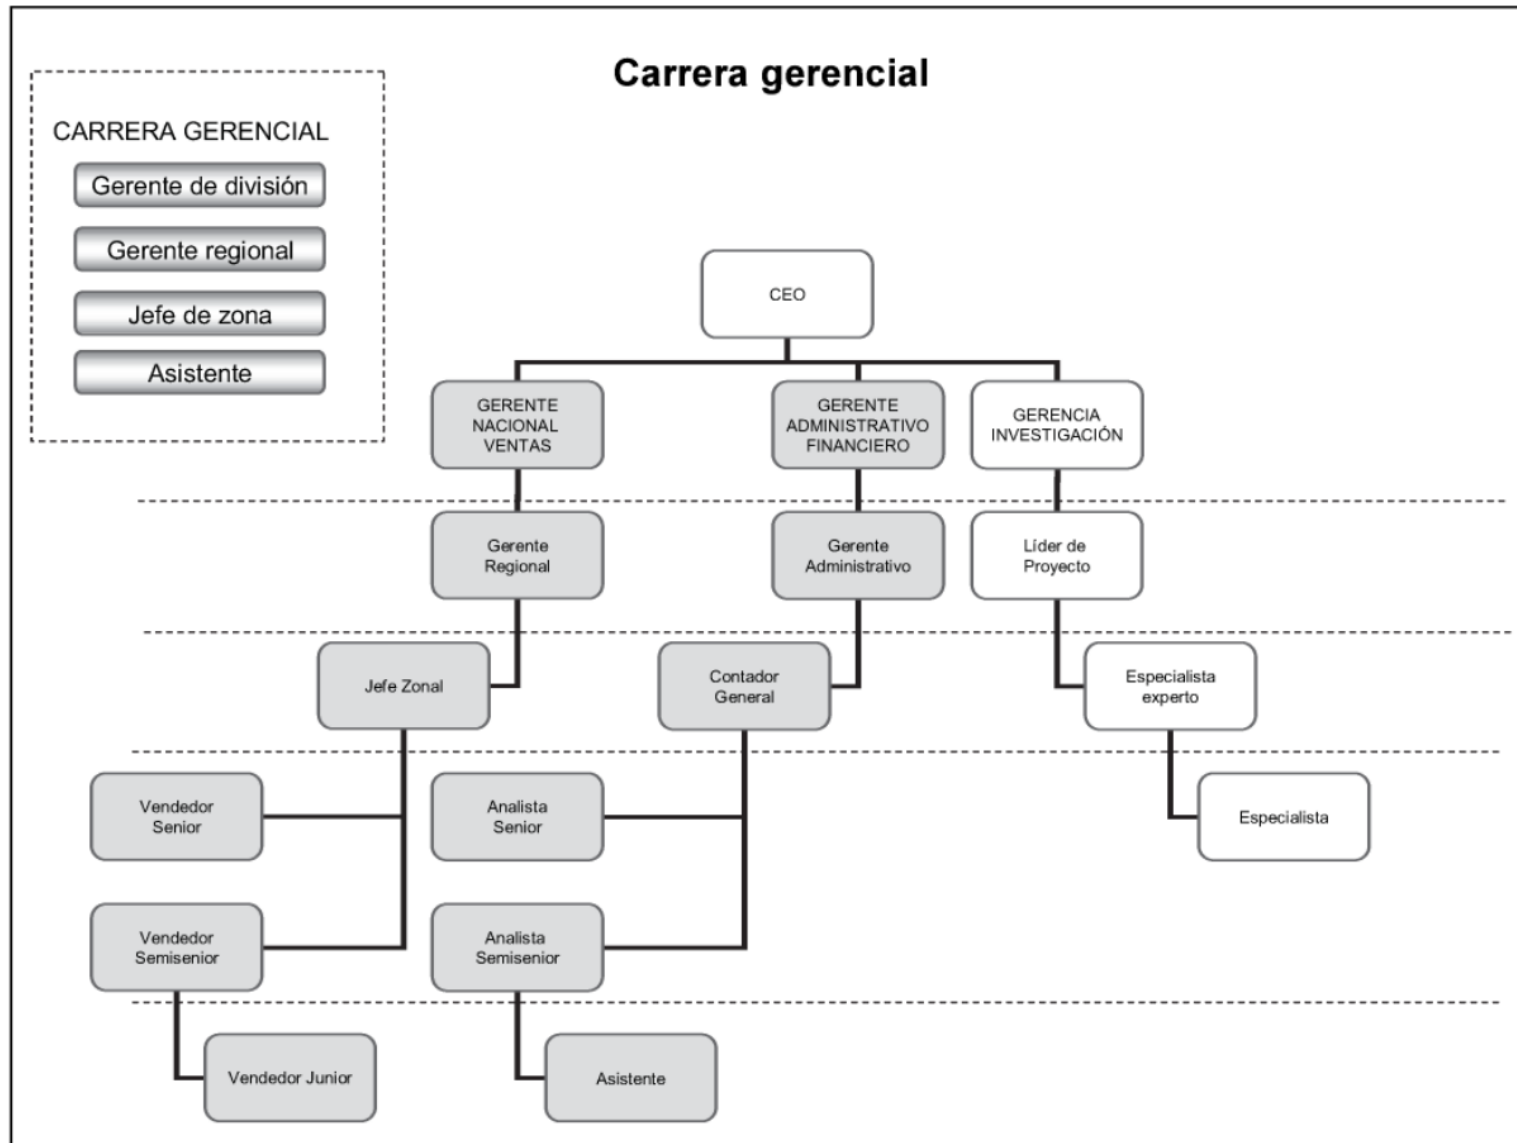 Carrera gerencial
CARRERA GERENCIAL
Gerente de división
Gerente regional
Jefe de zona
Asistente
CEO
GERENTE
NACIONAL
VENTAS
GERENTE
ADMINISTRATIVO
FINANCIERO
GERENCIA
INVESTIGACIÓN
Gerente
Regional
Gerente
Administrativo
Líder de
Proyecto
Jefe Zonal
Contador
General
Especialista
experto
Vendedor
Senior
Analista
Senior
Especialista
Vendedor
Semisenior
Analista
Semisenior
Vendedor Junior
Asistente